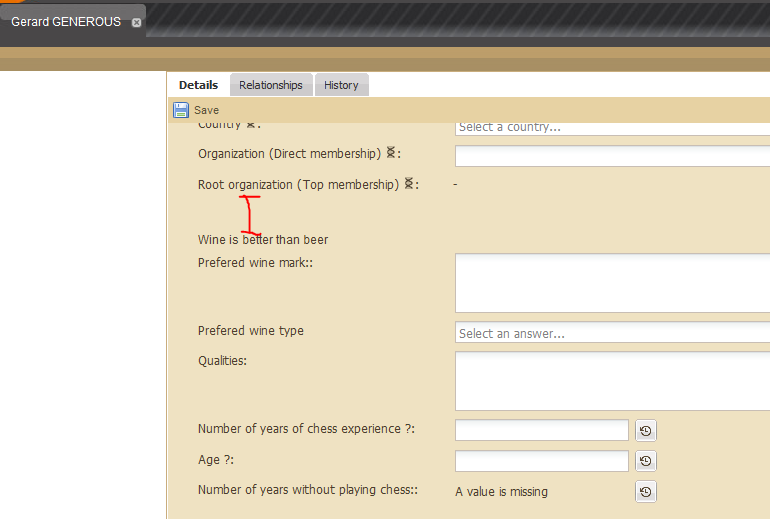 Gerard GENEROUS
Details Relationships History
Save
Country : Select a country...
Organization (Direct membership) :
Root organization (Top membership) : -
Wine is better than beer
Prefered wine mark::
Prefered wine type Select an answer...
Qualities:
Number of years of chess experience ?:
Age ?:
Number of years without playing chess:: A value is missing